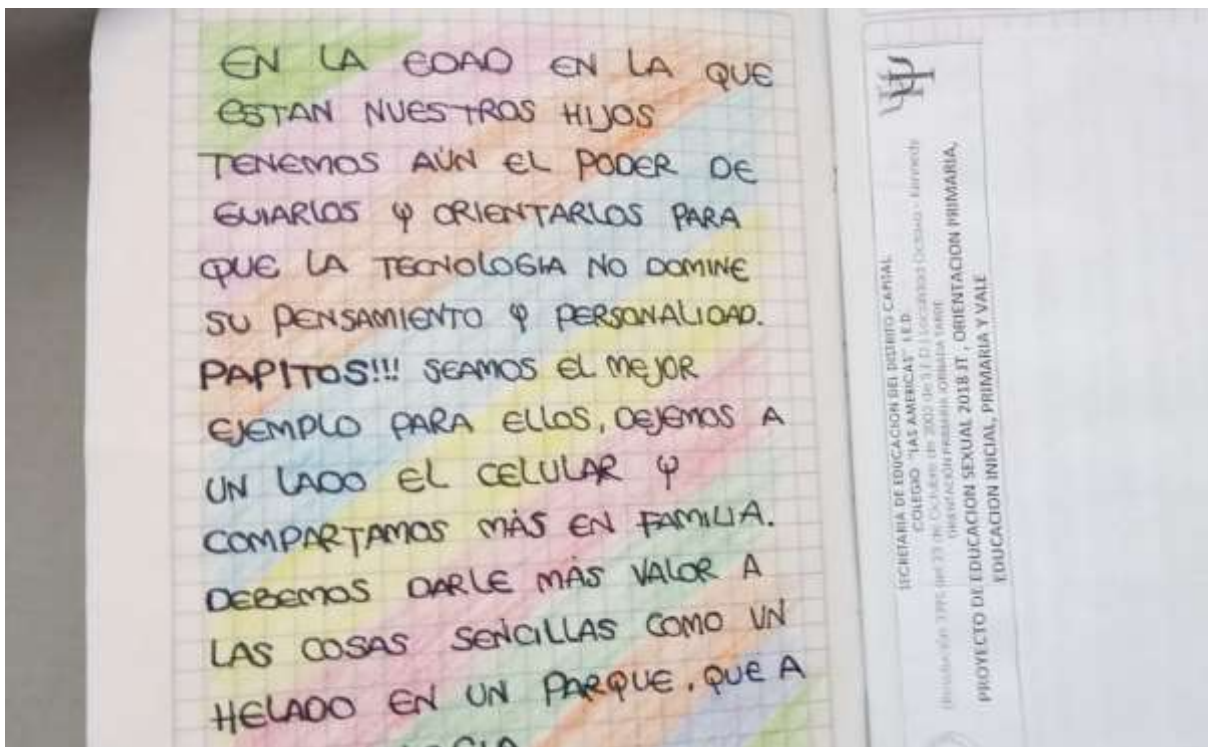 EN LA EDAD EN LA QUE
ESTAN NUESTROS HIJOS
TENEMOS AÚN EL PODER DE
GUIARLOS Y ORIENTARLOS PARA
QUE LA TECNOLOGIA NO DOMINE
SU PENSAMIENTO Y PERSONALIDAD.
PAPITOS!!! SEAMOS EL MEJOR
EJEMPLO PARA ELLOS, DEJEMOS A
UN LADO EL CELULAR Y
COMPARTAMOS MÁS EN FAMILIA.
DEBEMOS DARLE MÁS VALOR A
LAS COSAS SENCILLAS COMO UN
HELADO EN UN PARQUE, QUE A
SECRETARIA DE EDUCACION DEL DISTRITO CAPITAL
COLEGIO "LAS AMERICAS" I.E.D.
ORIENTACIÓN PRIMARIA JORNADA TARDE
PROYECTO DE EDUCACION SEXUAL 2018 JT, ORIENTACION PRIMARIA,
EDUCACION INICIAL, PRIMARIA Y VALE